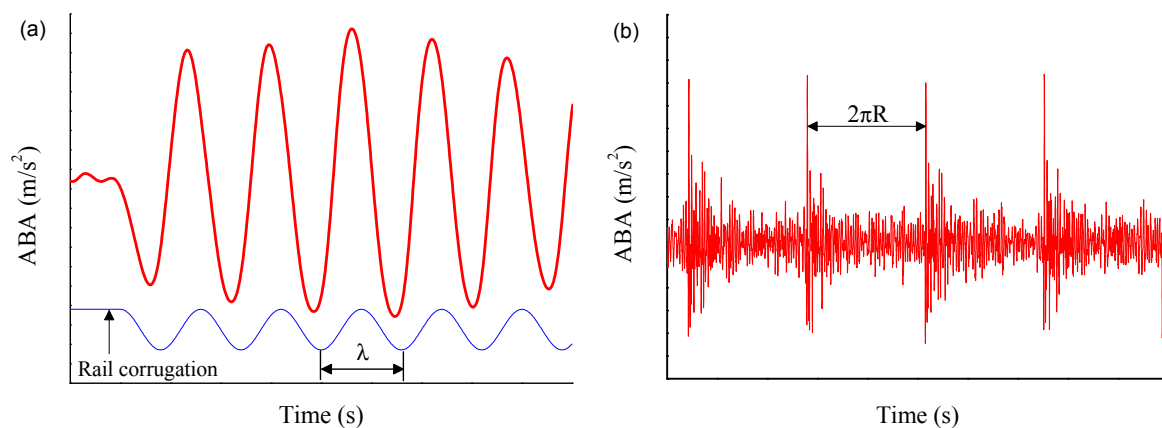 (a)
ABA (m/s²)
Rail corrugation
λ
Time (s)
(b)
ABA (m/s²)
2πR
Time (s)